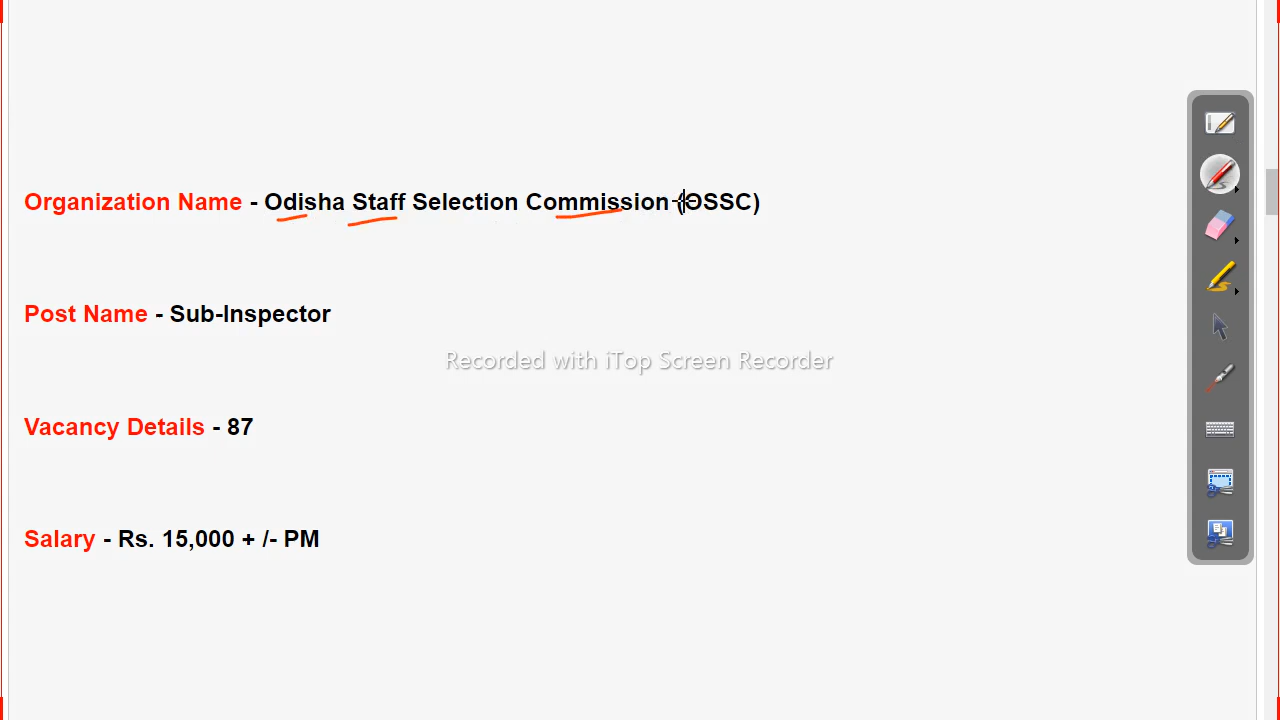 Organization Name - Odisha Staff Selection Commission (OSSC)
Post Name - Sub-Inspector
Recorded with iTop Screen Recorder
Vacancy Details - 87
Salary - Rs. 15,000 + /- PM